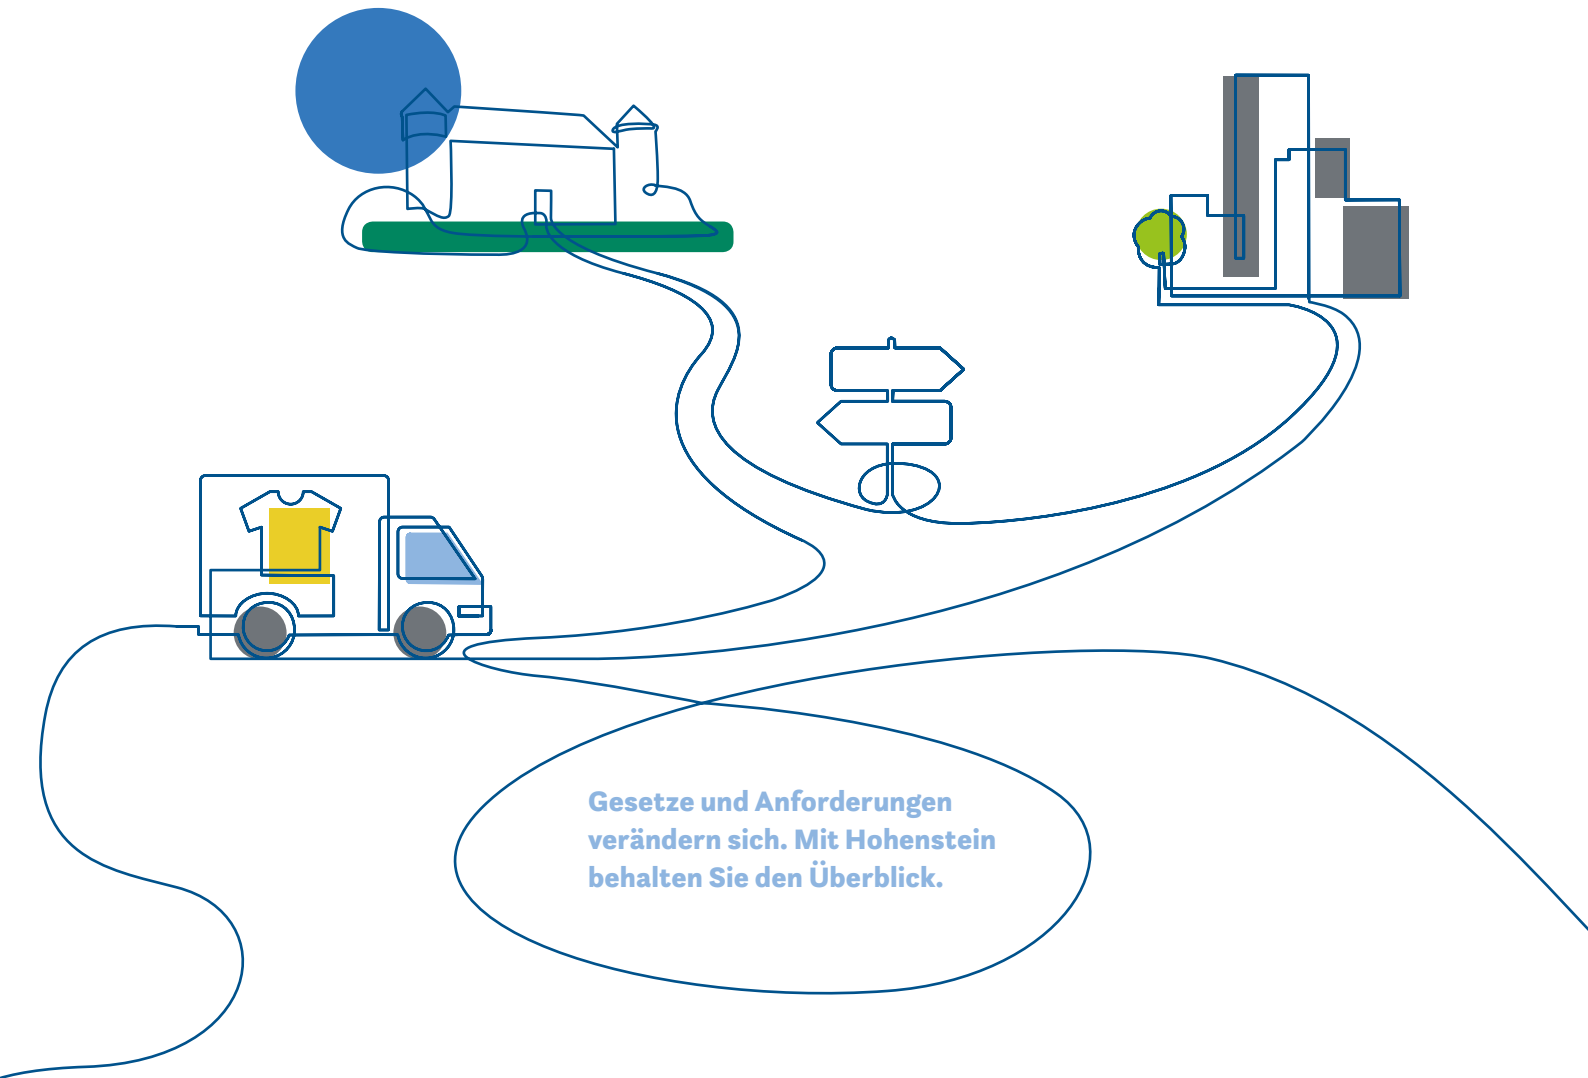 Gesetze und Anforderungen
verändern sich. Mit Hohenstein
behalten Sie den Überblick.